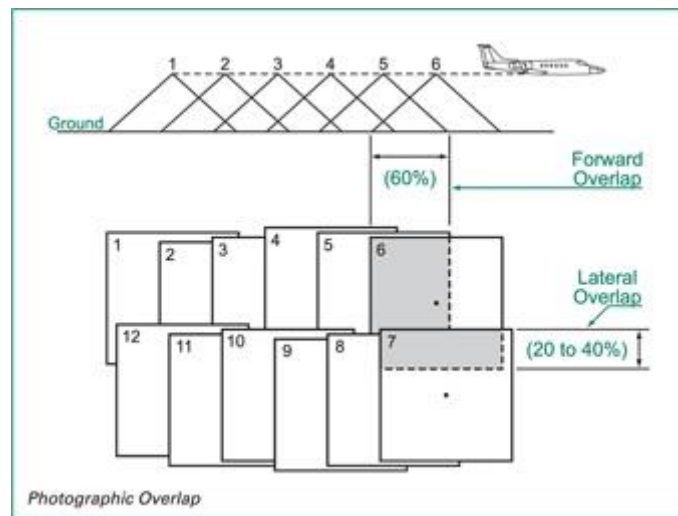 1 2 3 4 5 6
Ground
Forward
Overlap
(60%)
1 2 3 4 5 6
Lateral
Overlap
12 11 10 9 8 7
(20 to 40%)
Photographic Overlap